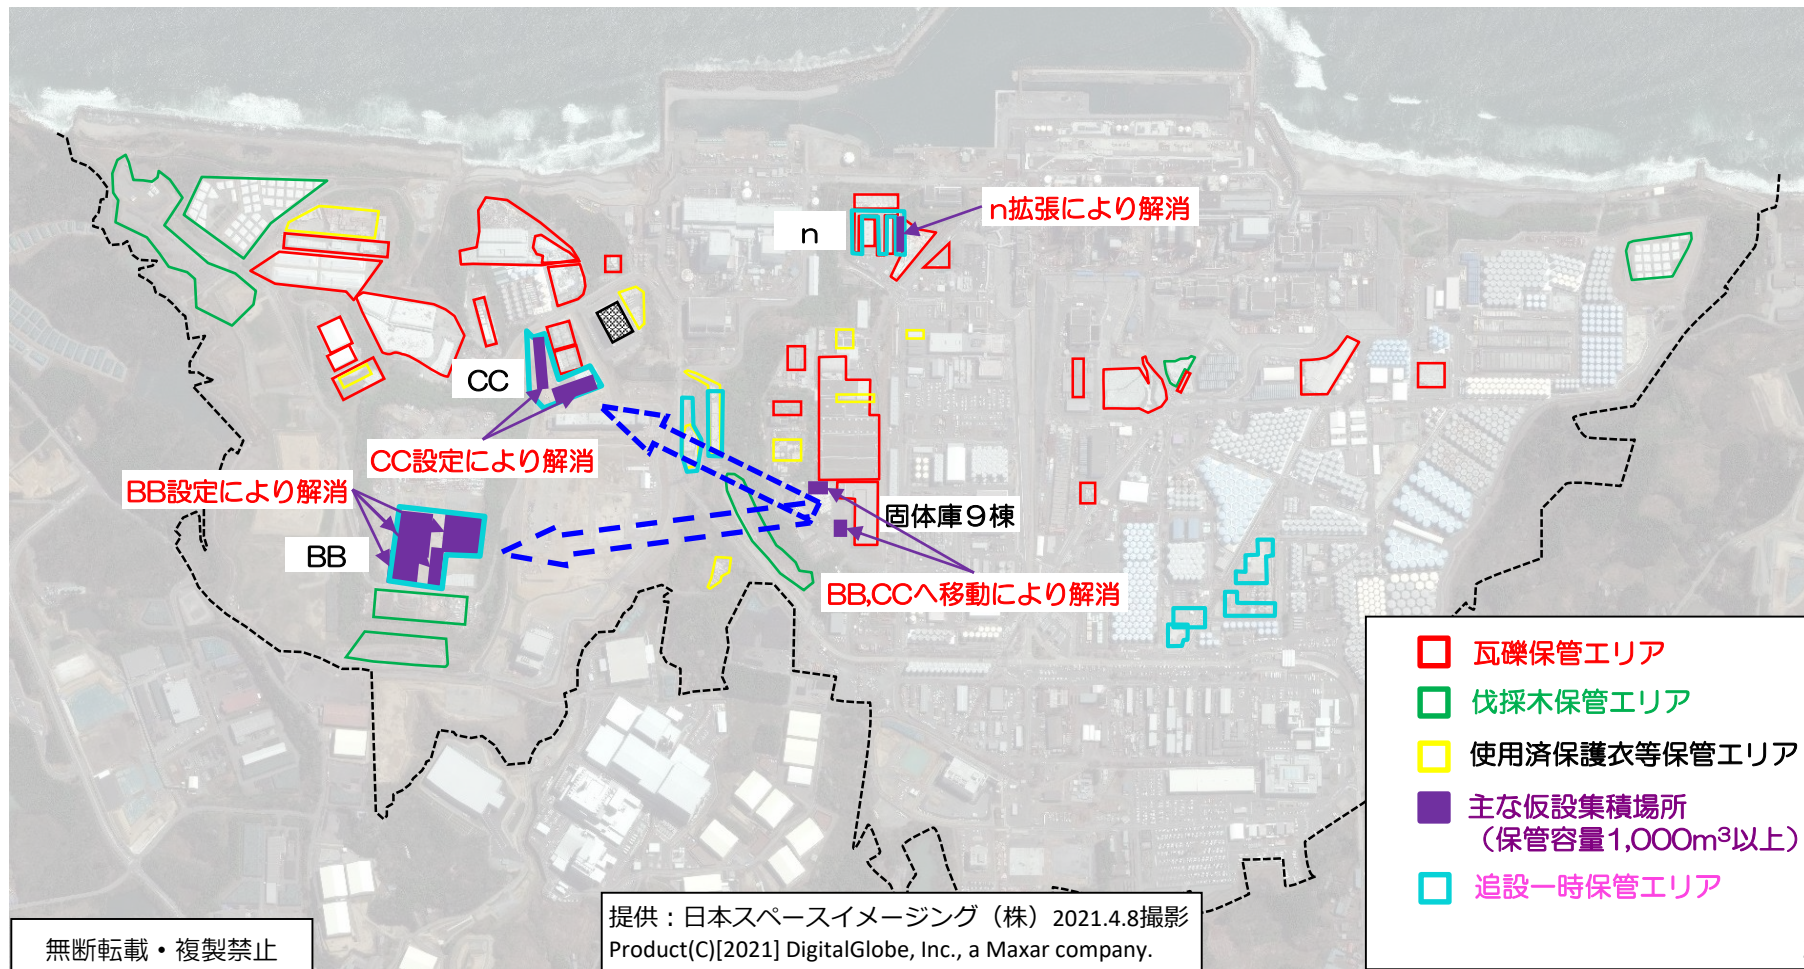 n
n拡張により解消
CC
CC設定により解消
BB設定により解消
BB
固体庫9棟
BB,CCへ移動により解消
瓦礫保管エリア
伐採木保管エリア
使用済保護衣等保管エリア
主な仮設集積場所
（保管容量1,000m³以上）
追設一時保管エリア
提供：日本スペースイメージング（株）2021.4.8撮影
Product(C)[2021] DigitalGlobe, Inc., a Maxar company.
無断転載・複製禁止